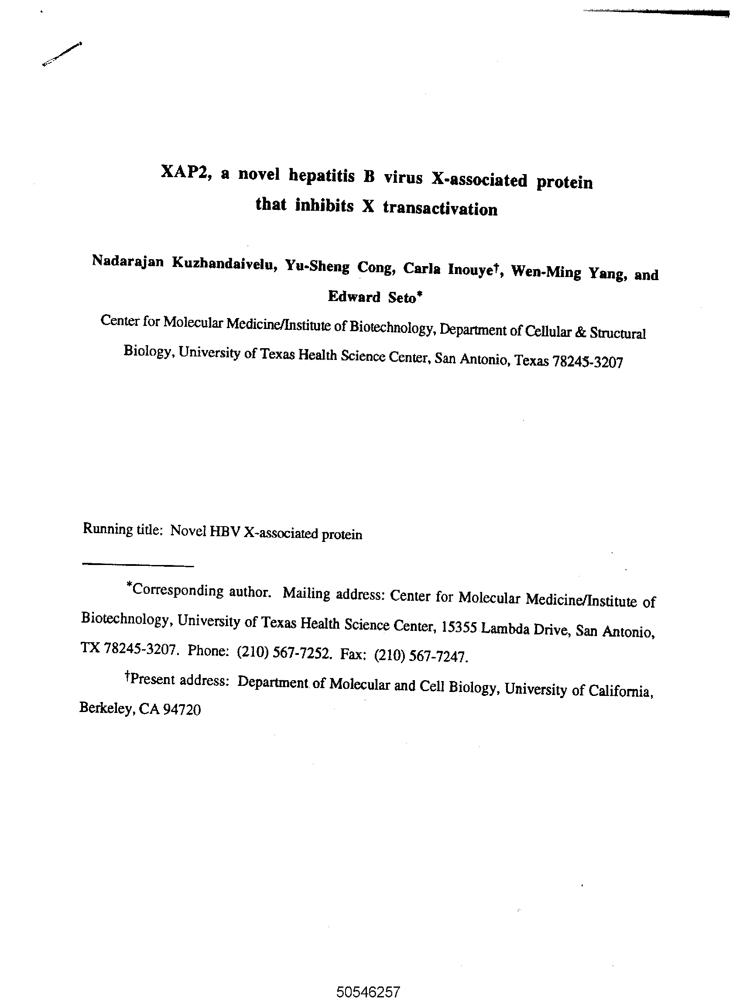 XAP2, a novel hepatitis B virus X-associated protein
that inhibits X transactivation
Nadarajan Kuzhandaivelu, Yu-Sheng Cong, Carla Inouye†, Wen-Ming Yang, and
Edward Seto*
Center for Molecular Medicine/Institute of Biotechnology, Department of Cellular & Structural
Biology, University of Texas Health Science Center, San Antonio, Texas 78245-3207
Running title: Novel HBV X-associated protein
*Corresponding author. Mailing address: Center for Molecular Medicine/Institute of
Biotechnology, University of Texas Health Science Center, 15355 Lambda Drive, San Antonio,
TX 78245-3207. Phone: (210) 567-7252. Fax: (210) 567-7247.
†Present address: Department of Molecular and Cell Biology, University of California,
Berkeley, CA 94720
50546257